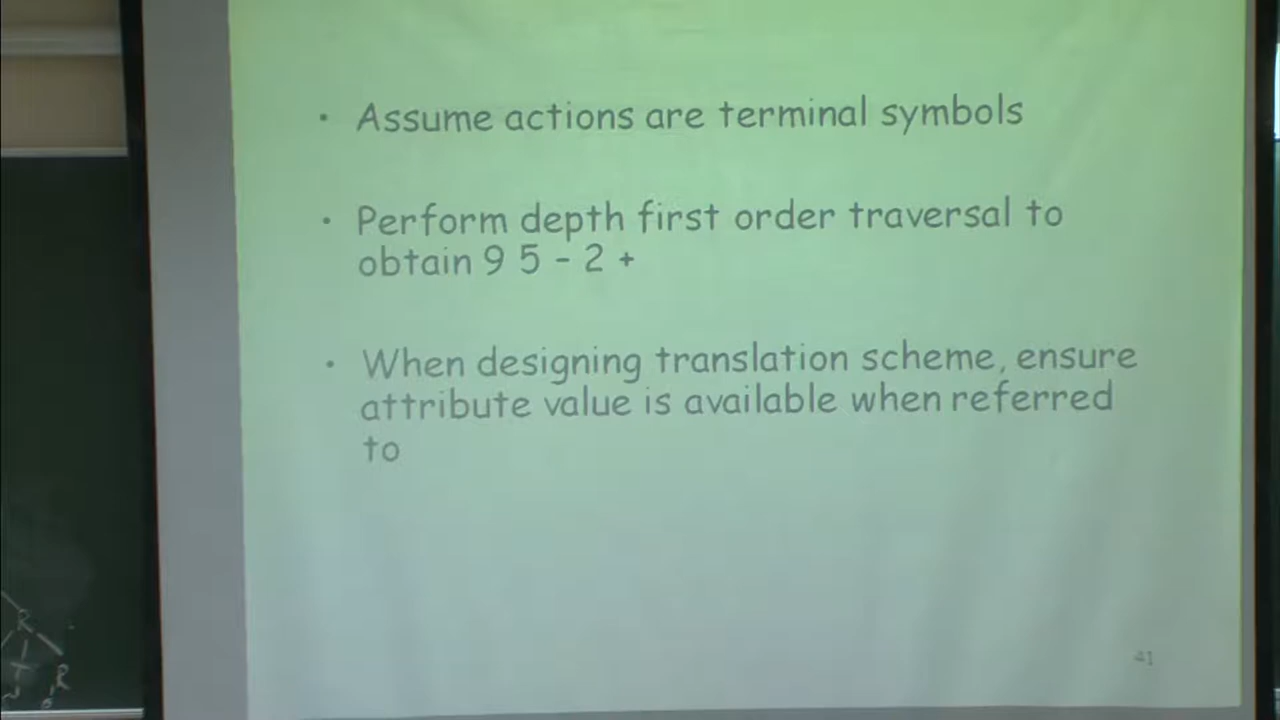 • Assume actions are terminal symbols
• Perform depth first order traversal to
obtain 9 5 - 2 +
• When designing translation scheme, ensure
attribute value is available when referred
to
41
R
R